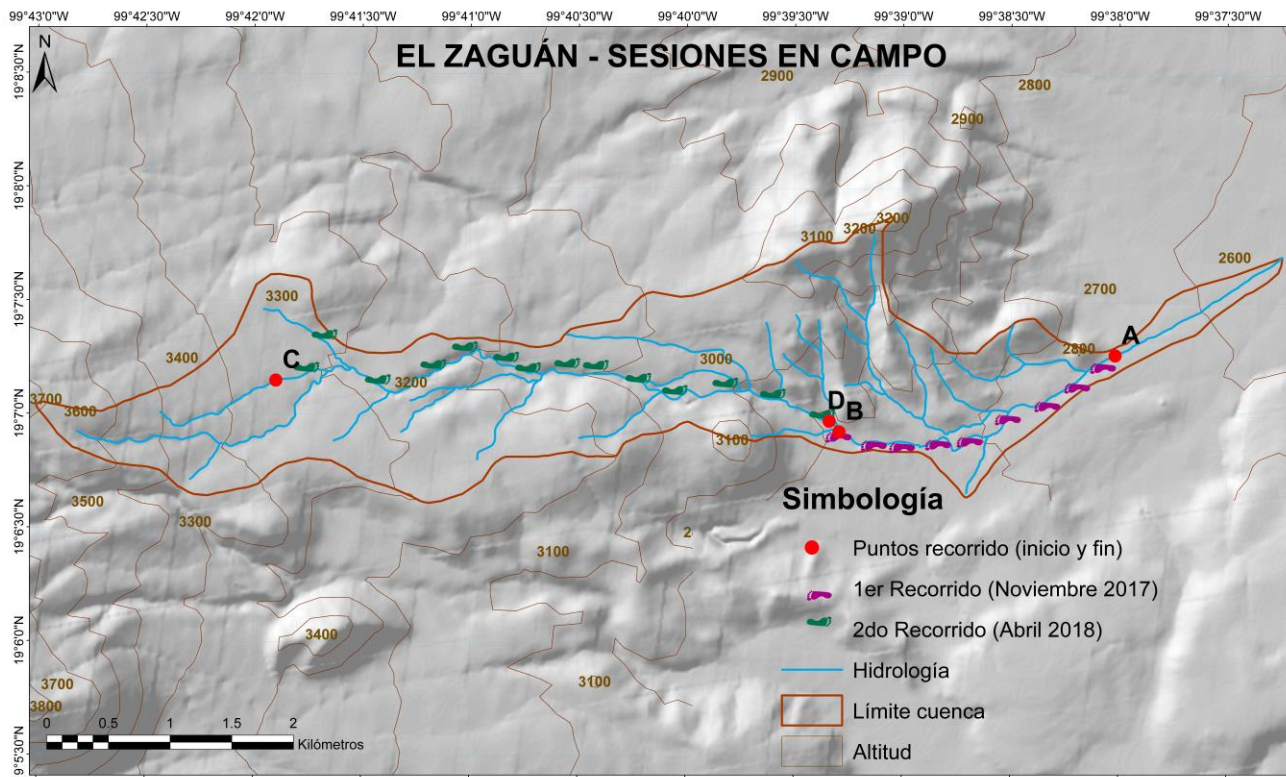 99°43'0"W 99°42'30"W 99°42'0"W 99°41'30"W 99°41'0"W 99°40'30"W 99°40'0"W 99°39'30"W 99°39'0"W 99°38'30"W 99°38'0"W 99°37'30"W
N
EL ZAGUÁN - SESIONES EN CAMPO
19°8'30"N
2900
2800
2900
19°8'0"N
3200
3100
3200
2600
19°7'30"N
3300
2700
A
3400
2800
C
3000
3200
19°7'0"N
3700
3600
D
B
3100
3500
3300
Simbología
19°6'30"N
2
3100
Puntos recorrido (inicio y fin)
1er Recorrido (Noviembre 2017)
3400
2do Recorrido (Abril 2018)
19°6'0"N
Hidrología
3700
3100
3800
Límite cuenca
0 0.5 1 1.5 2
Kilómetros
Altitud
9°5'30"N